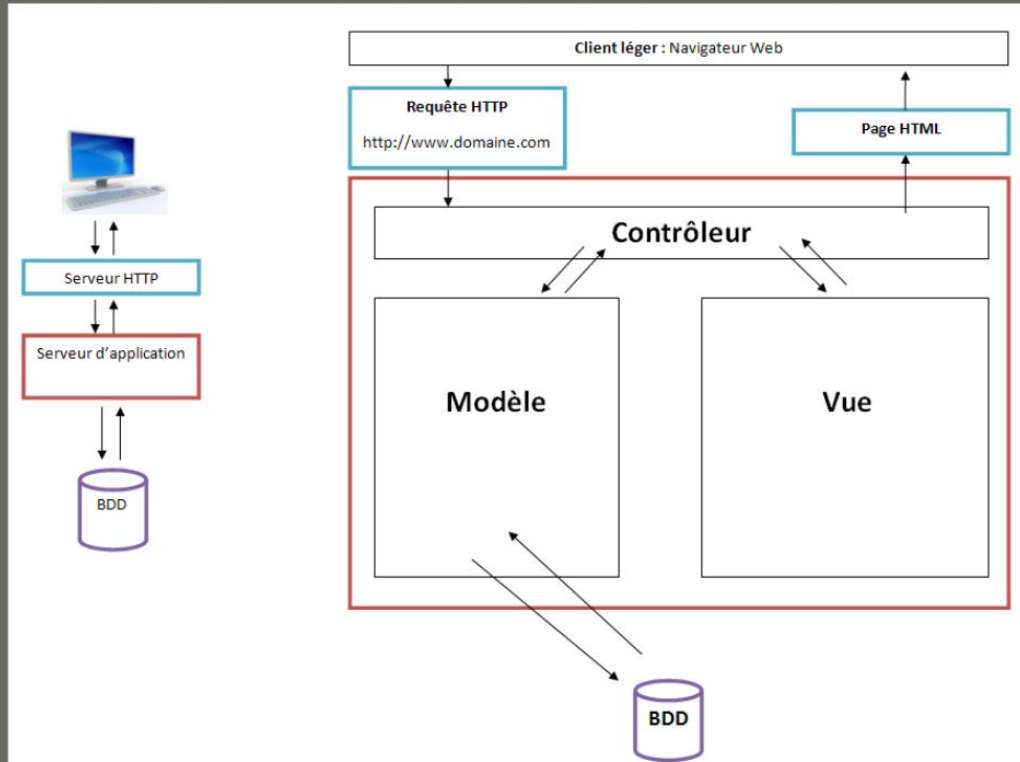 Client léger : Navigateur Web
Requête HTTP
http://www.domaine.com
Page HTML
Contrôleur
Serveur HTTP
Serveur d’application
Modèle
Vue
BDD
BDD